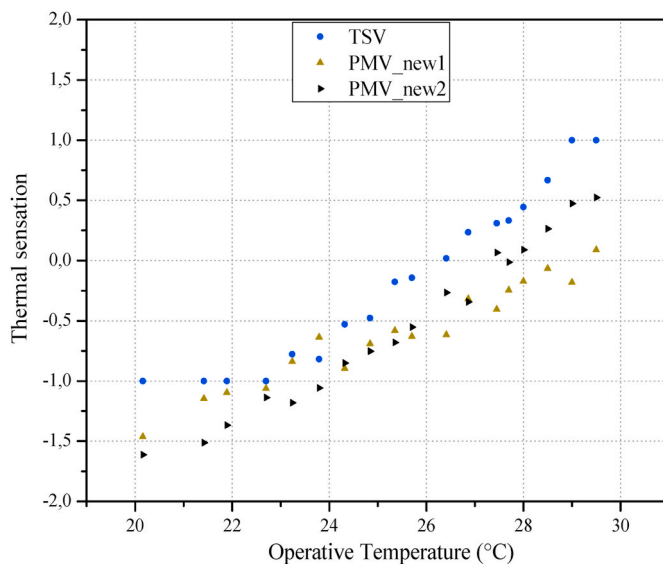 2,0
1,5
1,0
0,5
0,0
-0,5
-1,0
-1,5
-2,0
Thermal sensation
TSV
PMV_new1
PMV_new2
20 22 24 26 28 30
Operative Temperature (°C)